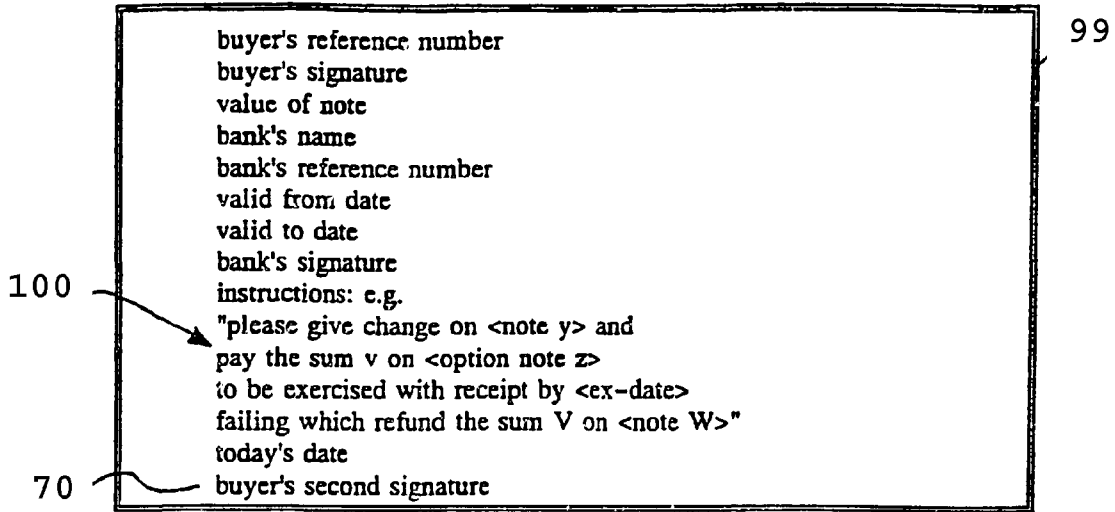 99
buyer's reference number
buyer's signature
value of note
bank's name
bank's reference number
valid from date
valid to date
bank's signature
100
instructions: e.g.
"please give change on <note y> and
pay the sum v on <option note z>
to be exercised with receipt by <ex-date>
failing which refund the sum V on <note W>"
today's date
70
buyer's second signature